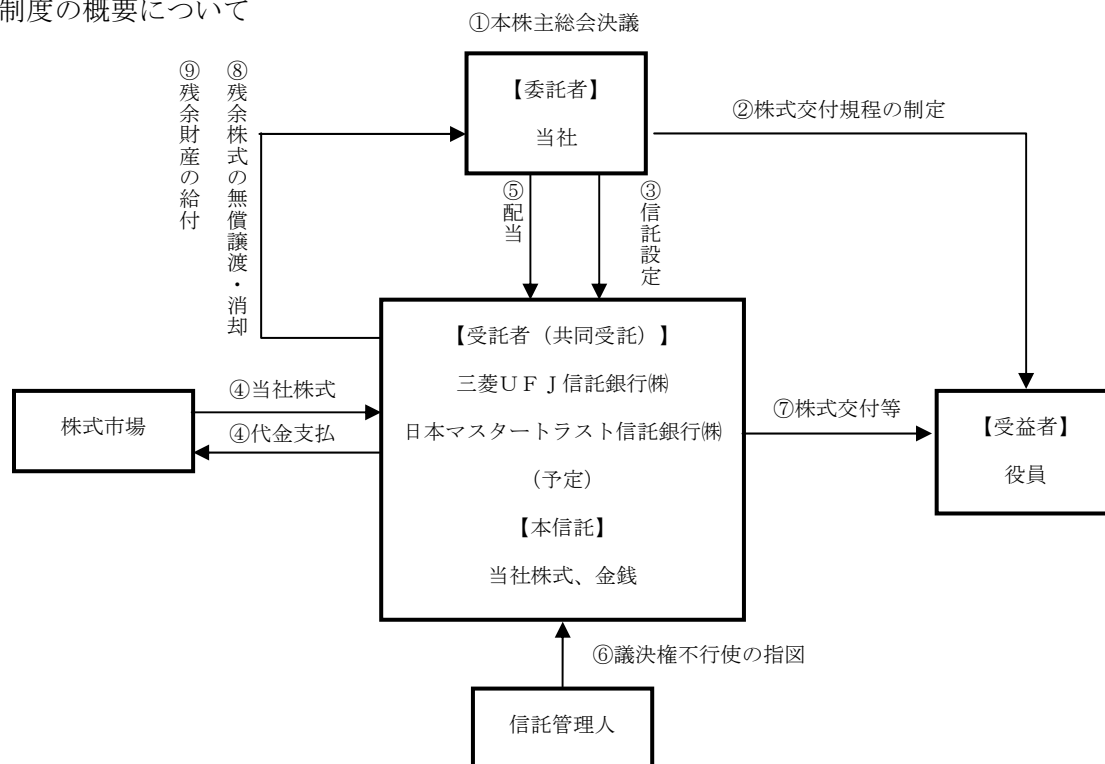 制度の概要について
①本株主総会決議
【委託者】
当社
②株式交付規程の制定
⑨残余財産の給付
⑧残余株式の無償譲渡・消却
⑤配当
③信託設定
【受託者（共同受託）】
三菱UFJ信託銀行㈱
日本マスタートラスト信託銀行㈱
（予定）
【本信託】
当社株式、金銭
株式市場
④当社株式
④代金支払
⑦株式交付等
【受益者】
役員
⑥議決権不行使の指図
信託管理人